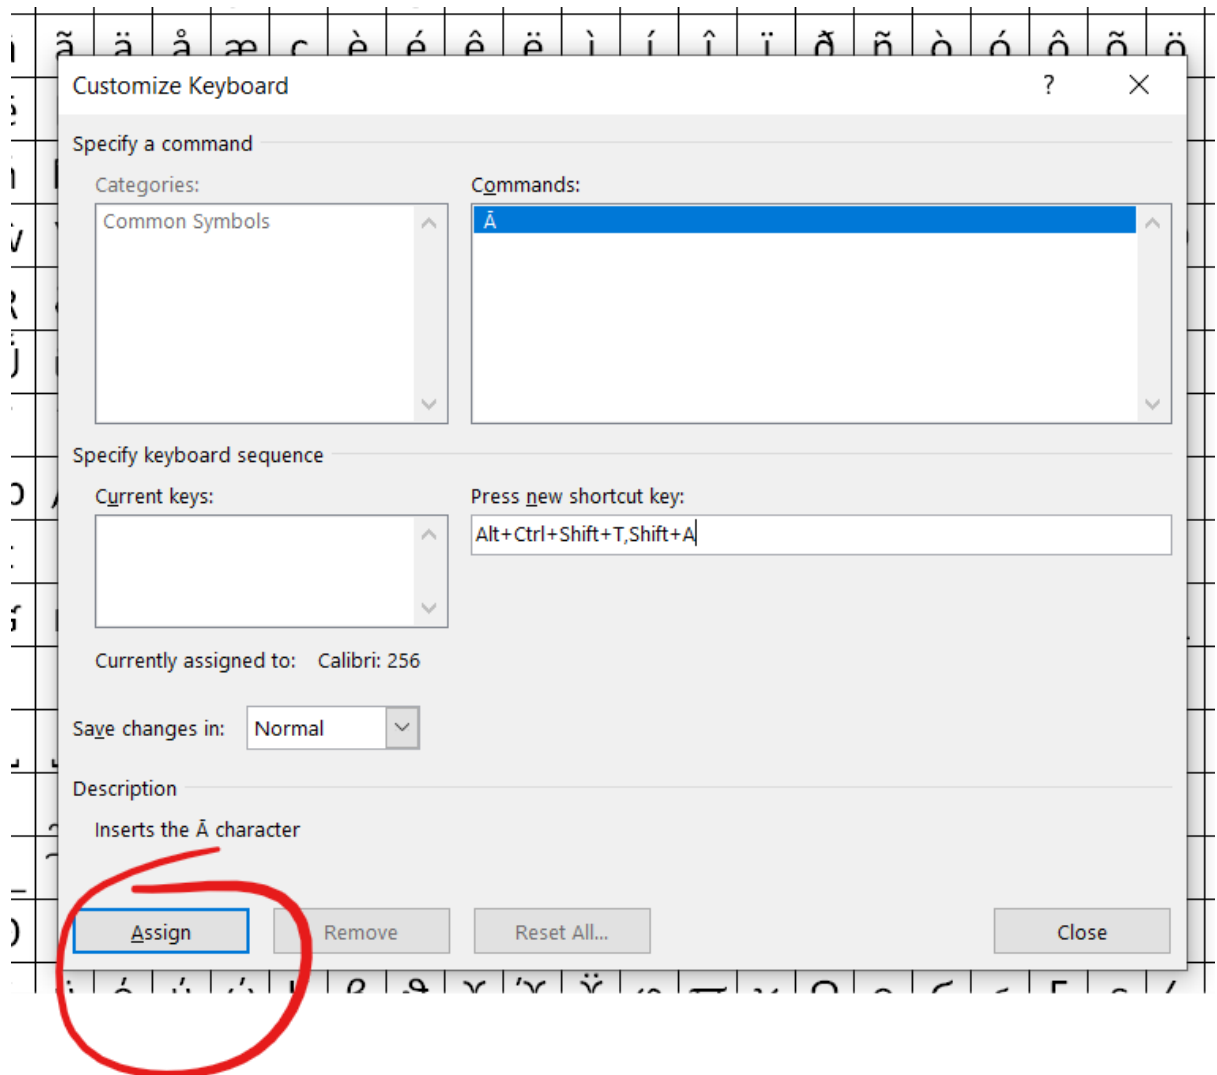 ã ä å æ ç è é ê ë ì í î ï ð ñ ò ó ô õ ö
Customize Keyboard ?
Specify a command
Categories: Commands:
Common Symbols Ā
Specify keyboard sequence
Current keys: Press new shortcut key:
Alt+Ctrl+Shift+T,Shift+A
Currently assigned to: Calibri: 256
Save changes in: Normal
Description
Inserts the Ā character
Assign Remove Reset All... Close